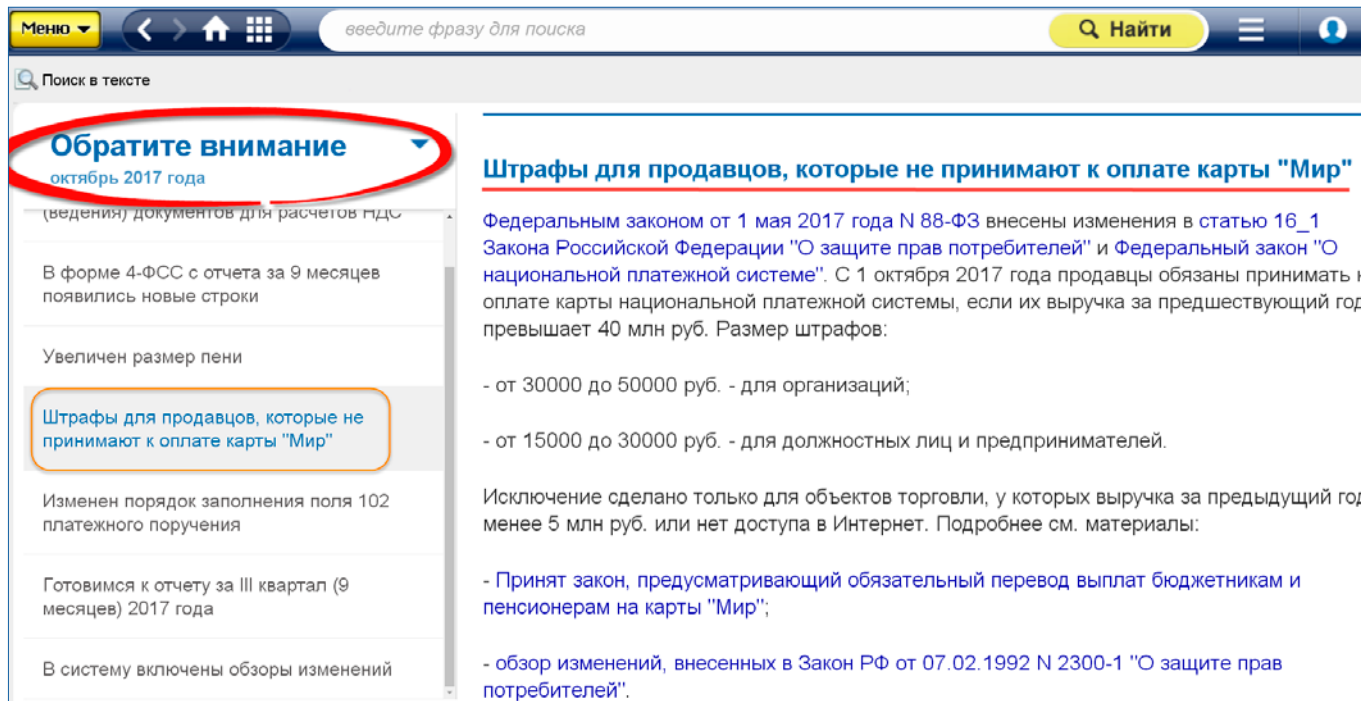 Меню
введите фразу для поиска
Найти
Поиск в тексте
Обратите внимание
октябрь 2017 года
(ведения) документов для расчетов НДС
В форме 4-ФСС с отчета за 9 месяцев
появились новые строки
Увеличен размер пени
Штрафы для продавцов, которые не
принимают к оплате карты "Мир"
Изменен порядок заполнения поля 102
платежного поручения
Готовимся к отчету за III квартал (9
месяцев) 2017 года
В систему включены обзоры изменений
Штрафы для продавцов, которые не принимают к оплате карты "Мир"
Федеральным законом от 1 мая 2017 года N 88-ФЗ внесены изменения в статью 16_1
Закона Российской Федерации "О защите прав потребителей" и Федеральный закон "О
национальной платежной системе". С 1 октября 2017 года продавцы обязаны принимать к
оплате карты национальной платежной системы, если их выручка за предшествующий год
превышает 40 млн руб. Размер штрафов:
- от 30000 до 50000 руб. - для организаций;
- от 15000 до 30000 руб. - для должностных лиц и предпринимателей.
Исключение сделано только для объектов торговли, у которых выручка за предыдущий год
менее 5 млн руб. или нет доступа в Интернет. Подробнее см. материалы:
- Принят закон, предусматривающий обязательный перевод выплат бюджетникам и
пенсионерам на карты "Мир";
- обзор изменений, внесенных в Закон РФ от 07.02.1992 N 2300-1 "О защите прав
потребителей".